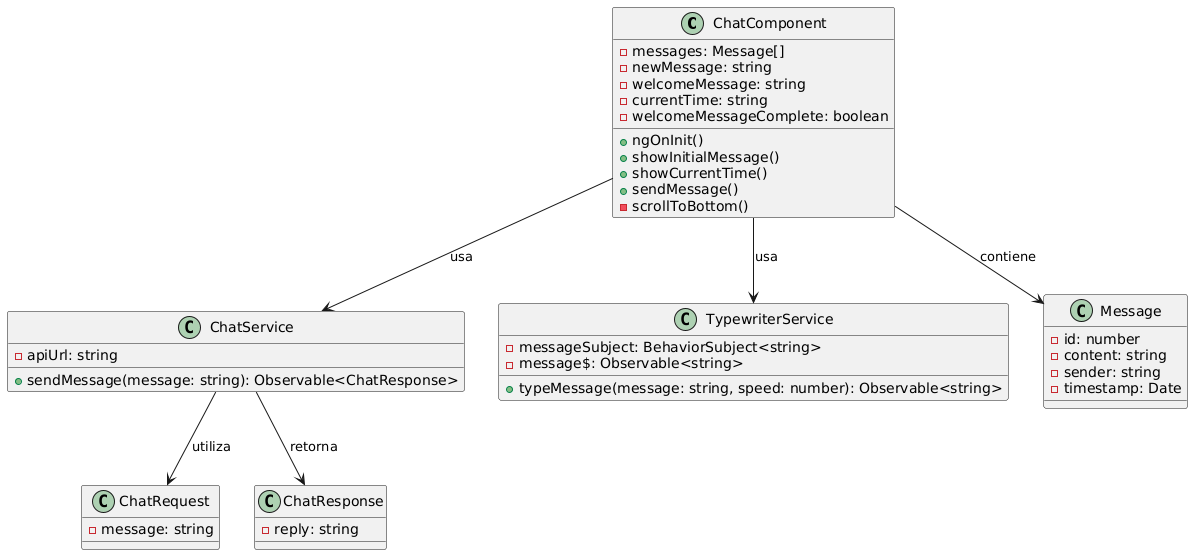 C ChatComponent
messages: Message[]
newMessage: string
welcomeMessage: string
currentTime: string
welcomeMessageComplete: boolean
ngOnInit()
showInitialMessage()
showCurrentTime()
sendMessage()
scrollToBottom()
usa
usa
contiene
C ChatService
apiUrl: string
sendMessage(message: string): Observable<ChatResponse>
C TypewriterService
messageSubject: BehaviorSubject<string>
message$: Observable<string>
typeMessage(message: string, speed: number): Observable<string>
C Message
id: number
content: string
sender: string
timestamp: Date
utiliza
retorna
C ChatRequest
message: string
C ChatResponse
reply: string